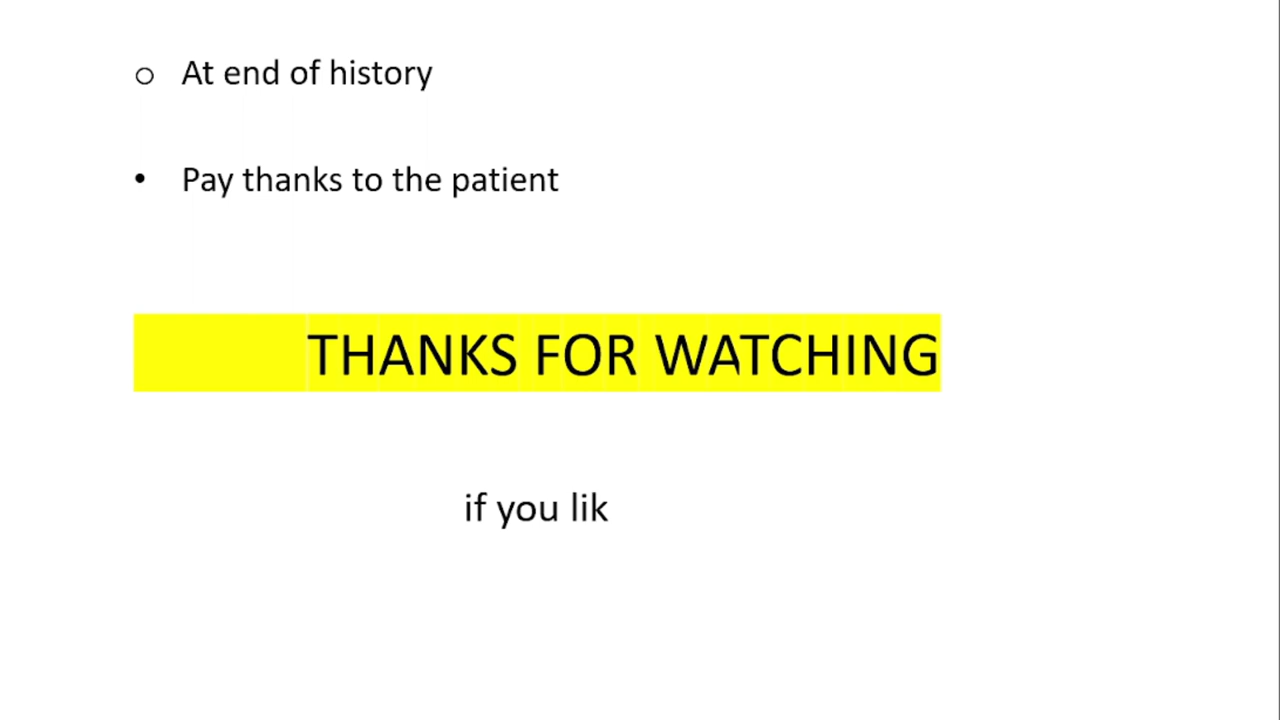 o At end of history
• Pay thanks to the patient
THANKS FOR WATCHING
if you lik